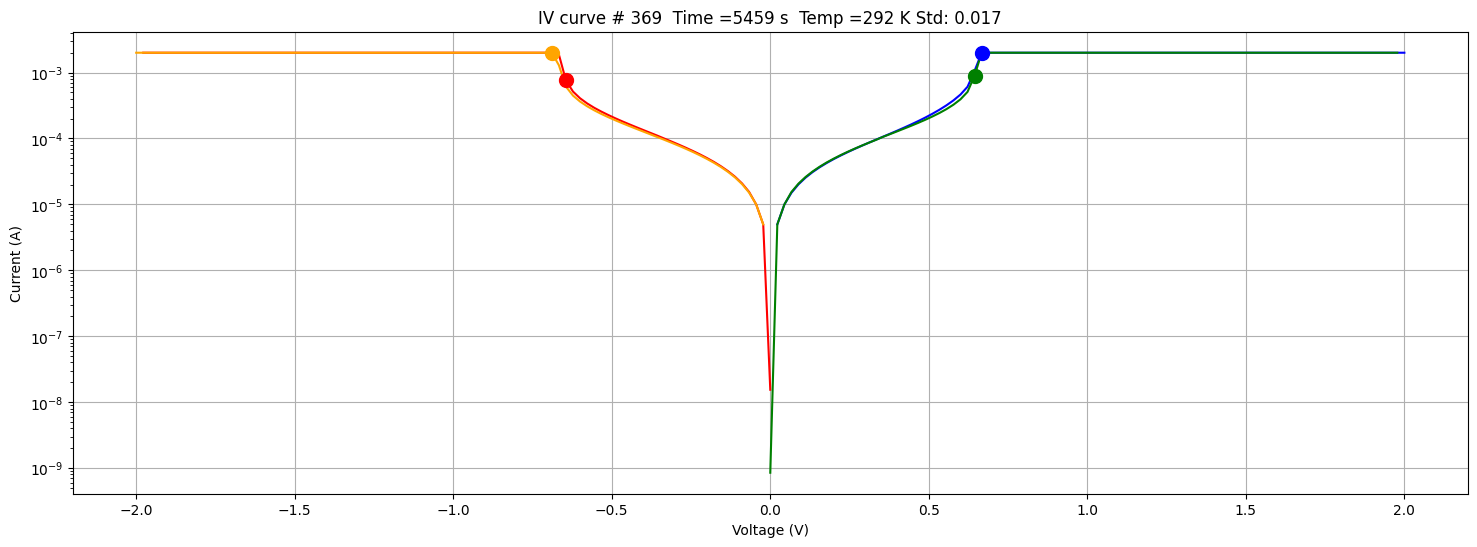 IV curve # 369  Time =5459 s  Temp =292 K Std: 0.017
Current (A)
10⁻³
10⁻⁴
10⁻⁵
10⁻⁶
10⁻⁷
10⁻⁸
10⁻⁹
−2.0 −1.5 −1.0 −0.5 0.0 0.5 1.0 1.5 2.0
Voltage (V)